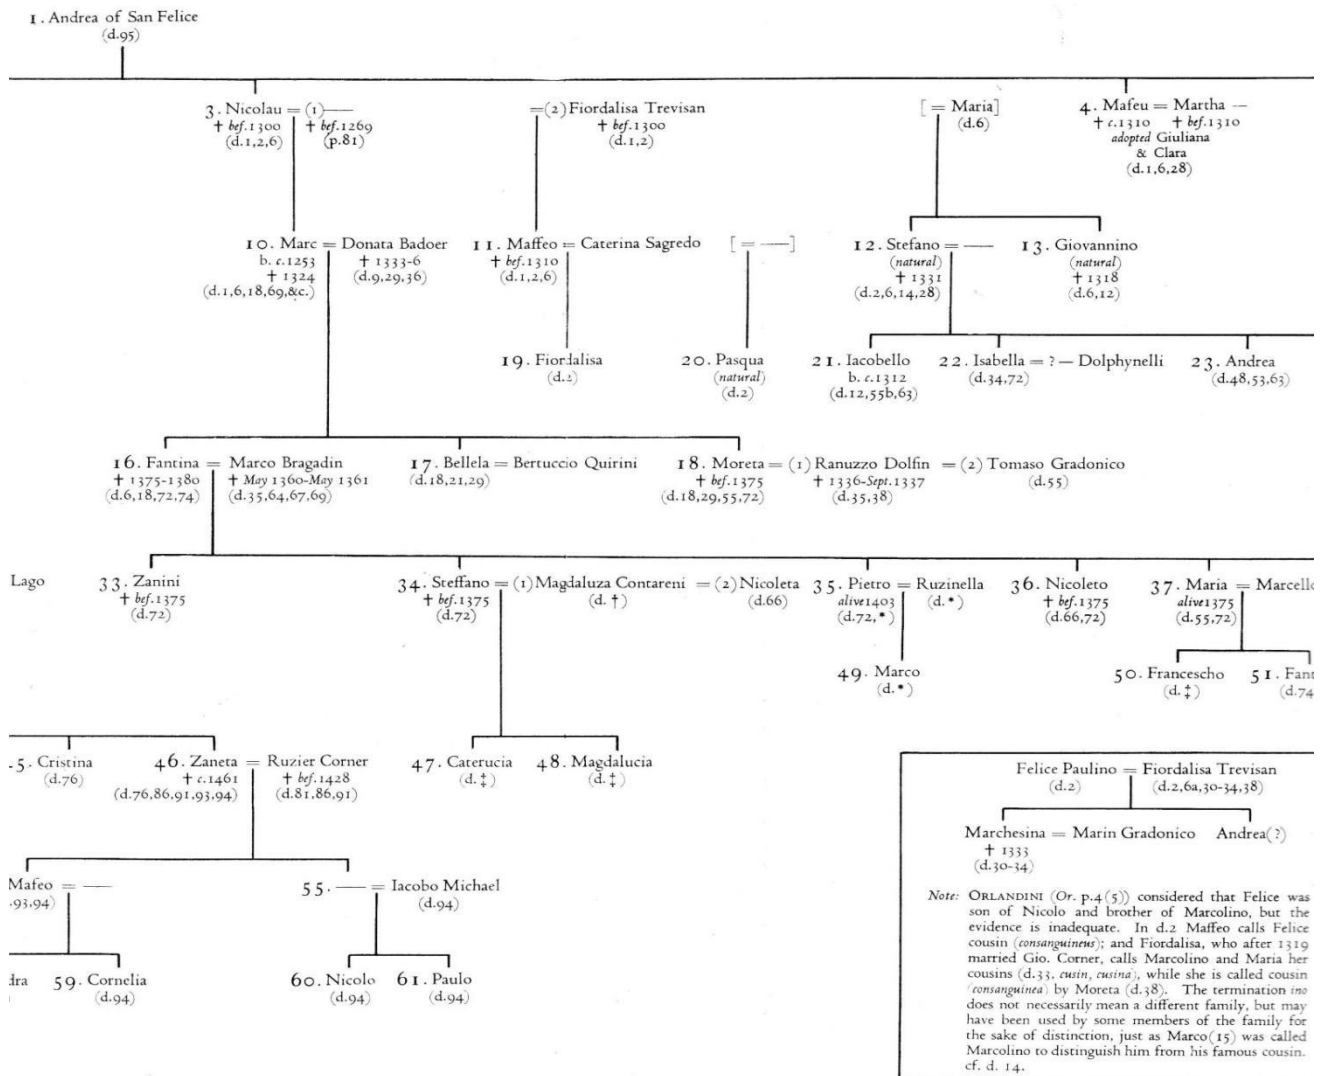 1. Andrea of San Felice
(d.95)
3. Nicolau = (1) —
† bef.1300 † bef.1269
(d.1,2,6) (p.81)
=(2) Fiordalisa Trevisan
† bef.1300
(d.1,2)
[ = Maria]
(d.6)
4. Mafeu = Martha —
† c.1310 † bef.1310
adopted Giuliana
& Clara
(d.1,6,28)
10. Marc = Donata Badoer
b. c.1253 † 1333-6
† 1324 (d.9,29,36)
(d.1,6,18,69,&c.)
11. Maffeo = Caterina Sagredo
† bef.1310
(d.1,2,6)
[ = —]
12. Stefano = —
(natural)
† 1331
(d.2,6,14,28)
13. Giovannino
(natural)
† 1318
(d.6,12)
19. Fiordalisa
(d.2)
20. Pasqua
(natural)
(d.2)
21. Iacobello
b. c.1312
(d.12,55b,63)
22. Isabella = ? — Dolphynelli
(d.34,72)
23. Andrea
(d.48,53,63)
16. Fantina = Marco Bragadin
† 1375-1380 † May 1360-May 1361
(d.6,18,72,74) (d.35,64,67,69)
17. Bellela = Bertuccio Quirini
(d.18,21,29)
18. Moreta = (1) Ranuzzo Dolfin = (2) Tomaso Gradonico
† bef.1375 † 1336-Sept.1337 (d.55)
(d.18,29,55,72) (d.35,38)
Lago
33. Zanini
† bef.1375
(d.72)
34. Steffano = (1) Magdaluza Contareni = (2) Nicoleta
† bef.1375 (d. †) (d.66)
(d.72)
35. Pietro = Ruzinella
alive 1403 (d.*)
(d.72,*)
36. Nicoleto
† bef.1375
(d.66,72)
37. Maria = Marcello
alive 1375
(d.55,72)
49. Marco
(d.*)
50. Francescho
(d.‡)
51. Fan
(d.74
5. Cristina
(d.76)
46. Zaneta = Ruzier Corner
† c.1461 † bef.1428
(d.76,86,91,93,94) (d.81,86,91)
47. Caterucia
(d.‡)
48. Magdalucia
(d.‡)
Felice Paulino = Fiordalisa Trevisan
(d.2) (d.2,6a,30-34,38)
Marchesina = Marin Gradonico Andrea(?)
† 1333
(d.30-34)
Mafeo = —
.93,94)
55. — = Iacobo Michael
(d.94)
dra
59. Cornelia
(d.94)
60. Nicolo
(d.94)
61. Paulo
(d.94)
Note: ORLANDINI (Or. p.4(5)) considered that Felice was
son of Nicolo and brother of Marcolino, but the
evidence is inadequate. In d.2 Maffeo calls Felice
cousin (consanguineus); and Fiordalisa, who after 1319
married Gio. Corner, calls Marcolino and Maria her
cousins (d.33, cusin, cusina), while she is called cousin
(consanguinea) by Moreta (d.38). The termination ino
does not necessarily mean a different family, but may
have been used by some members of the family for
the sake of distinction, just as Marco(15) was called
Marcolino to distinguish him from his famous cousin.
cf. d. 14.